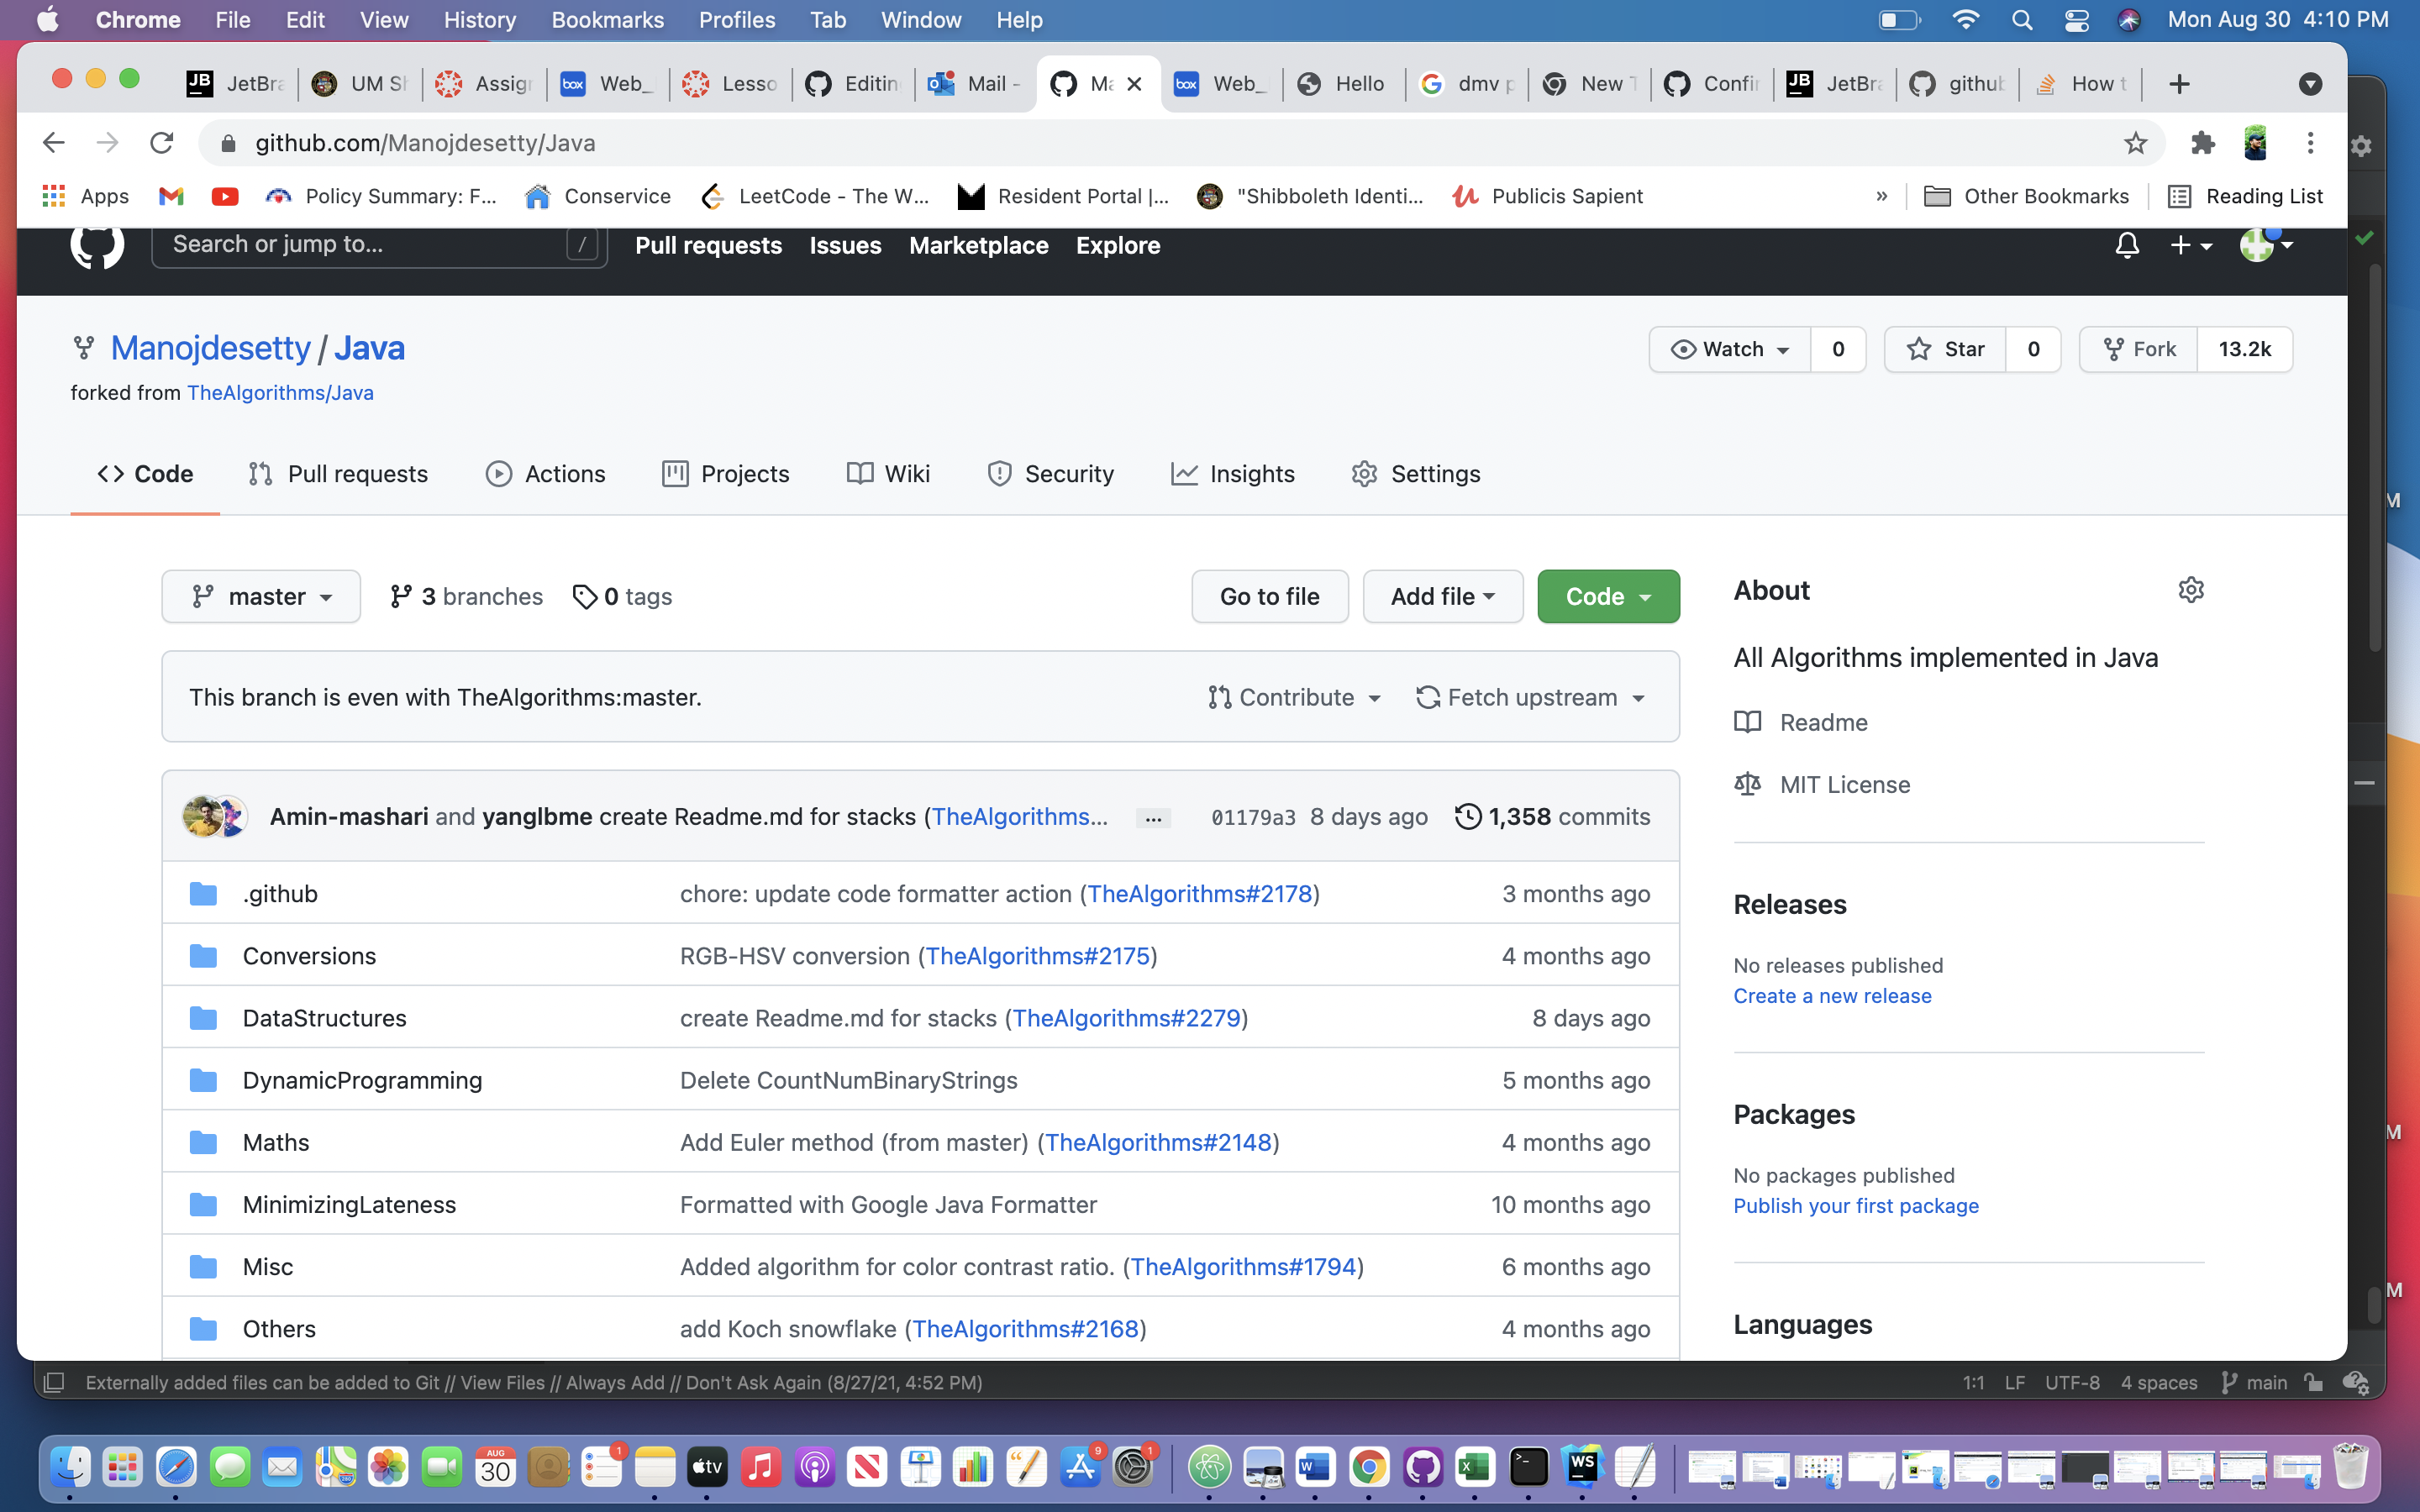 Chrome File Edit View History Bookmarks Profiles Tab Window Help Mon Aug 30 4:10 PM
JetBra UM Sh Assign Web_ Lesso Editin Mail - Ma Web_ Hello dmv p New T Confir JetBra github How t
github.com/Manojdesetty/Java
Apps Policy Summary: F... Conservice LeetCode - The W... Resident Portal |... "Shibboleth Identi... Publicis Sapient » Other Bookmarks Reading List
Search or jump to... / Pull requests Issues Marketplace Explore
Manojdesetty / Java Watch 0 Star 0 Fork 13.2k
forked from TheAlgorithms/Java
Code Pull requests Actions Projects Wiki Security Insights Settings
master 3 branches 0 tags Go to file Add file Code About
All Algorithms implemented in Java
This branch is even with TheAlgorithms:master. Contribute Fetch upstream
Readme
MIT License
Amin-mashari and yanglbme create Readme.md for stacks (TheAlgorithms... ... 01179a3 8 days ago 1,358 commits
.github chore: update code formatter action (TheAlgorithms#2178) 3 months ago
Releases
Conversions RGB-HSV conversion (TheAlgorithms#2175) 4 months ago
No releases published
Create a new release
DataStructures create Readme.md for stacks (TheAlgorithms#2279) 8 days ago
DynamicProgramming Delete CountNumBinaryStrings 5 months ago
Packages
Maths Add Euler method (from master) (TheAlgorithms#2148) 4 months ago
No packages published
MinimizingLateness Formatted with Google Java Formatter 10 months ago
Publish your first package
Misc Added algorithm for color contrast ratio. (TheAlgorithms#1794) 6 months ago
Others add Koch snowflake (TheAlgorithms#2168) 4 months ago
Languages
Externally added files can be added to Git // View Files // Always Add // Don't Ask Again (8/27/21, 4:52 PM) 1:1 LF UTF-8 4 spaces main
AUG 30 1 tv 9 1 W X WS